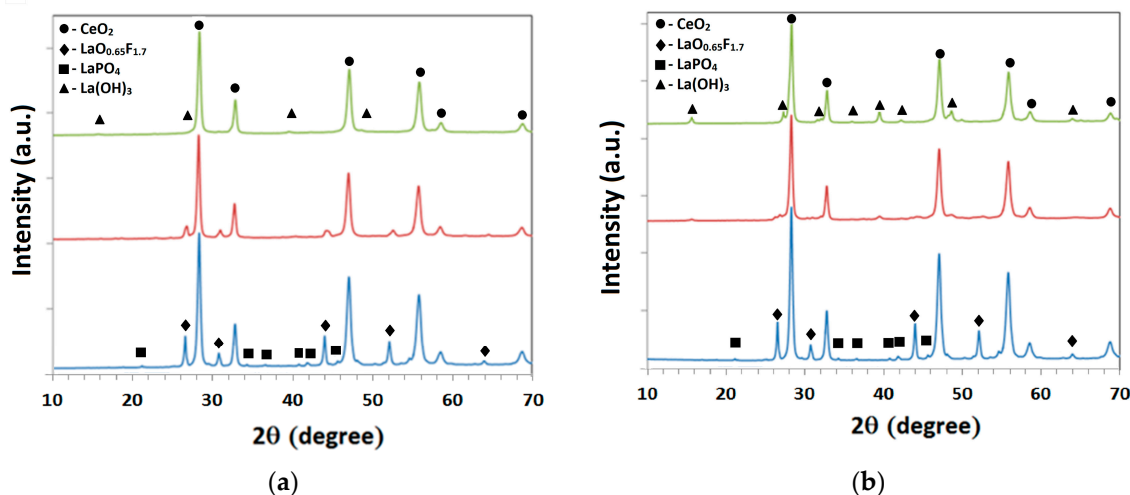 ● - CeO₂
◆ - LaO₀.₆₅F₁.₇
■ - LaPO₄
▲ - La(OH)₃
Intensity (a.u.)
10 20 30 40 50 60 70
2θ (degree)
(a)
● - CeO₂
◆ - LaO₀.₆₅F₁.₇
■ - LaPO₄
▲ - La(OH)₃
Intensity (a.u.)
10 20 30 40 50 60 70
2θ (degree)
(b)